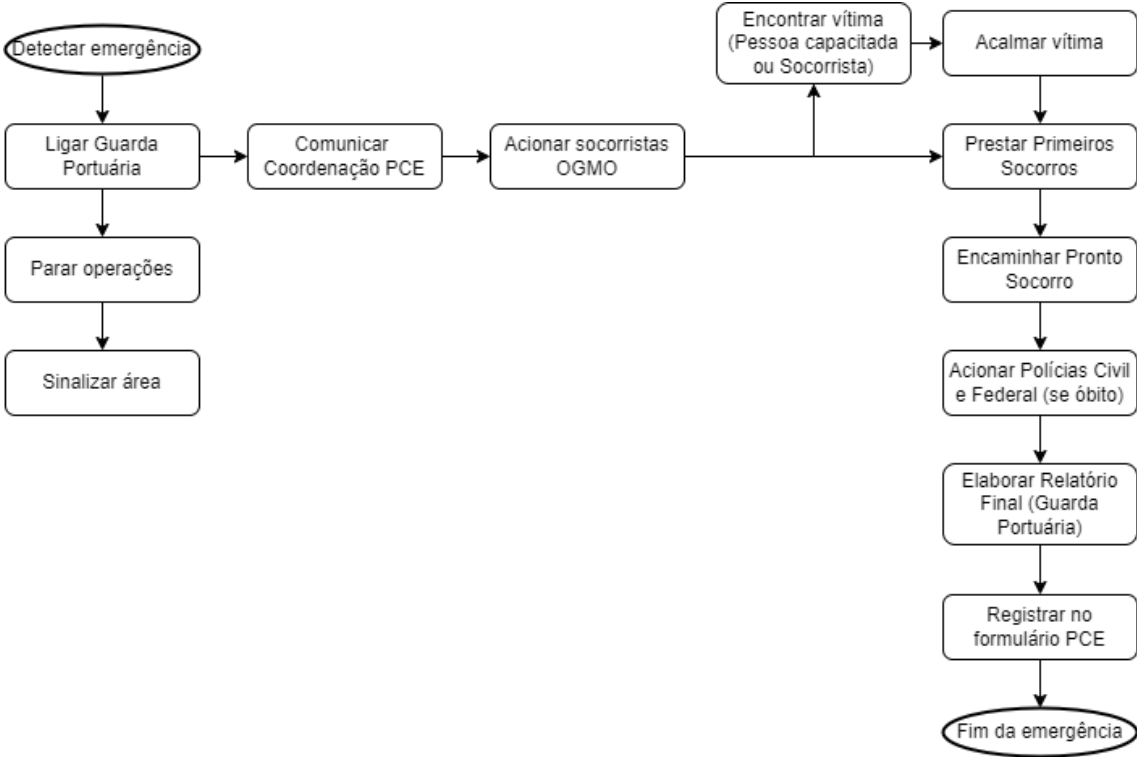 Detectar emergência
Ligar Guarda
Portuária
Parar operações
Sinalizar área
Comunicar
Coordenação PCE
Acionar socorristas
OGMO
Encontrar vítima
(Pessoa capacitada
ou Socorrista)
Acalmar vítima
Prestar Primeiros
Socorros
Encaminhar Pronto
Socorro
Acionar Polícias Civil
e Federal (se óbito)
Elaborar Relatório
Final (Guarda
Portuária)
Registrar no
formulário PCE
Fim da emergência